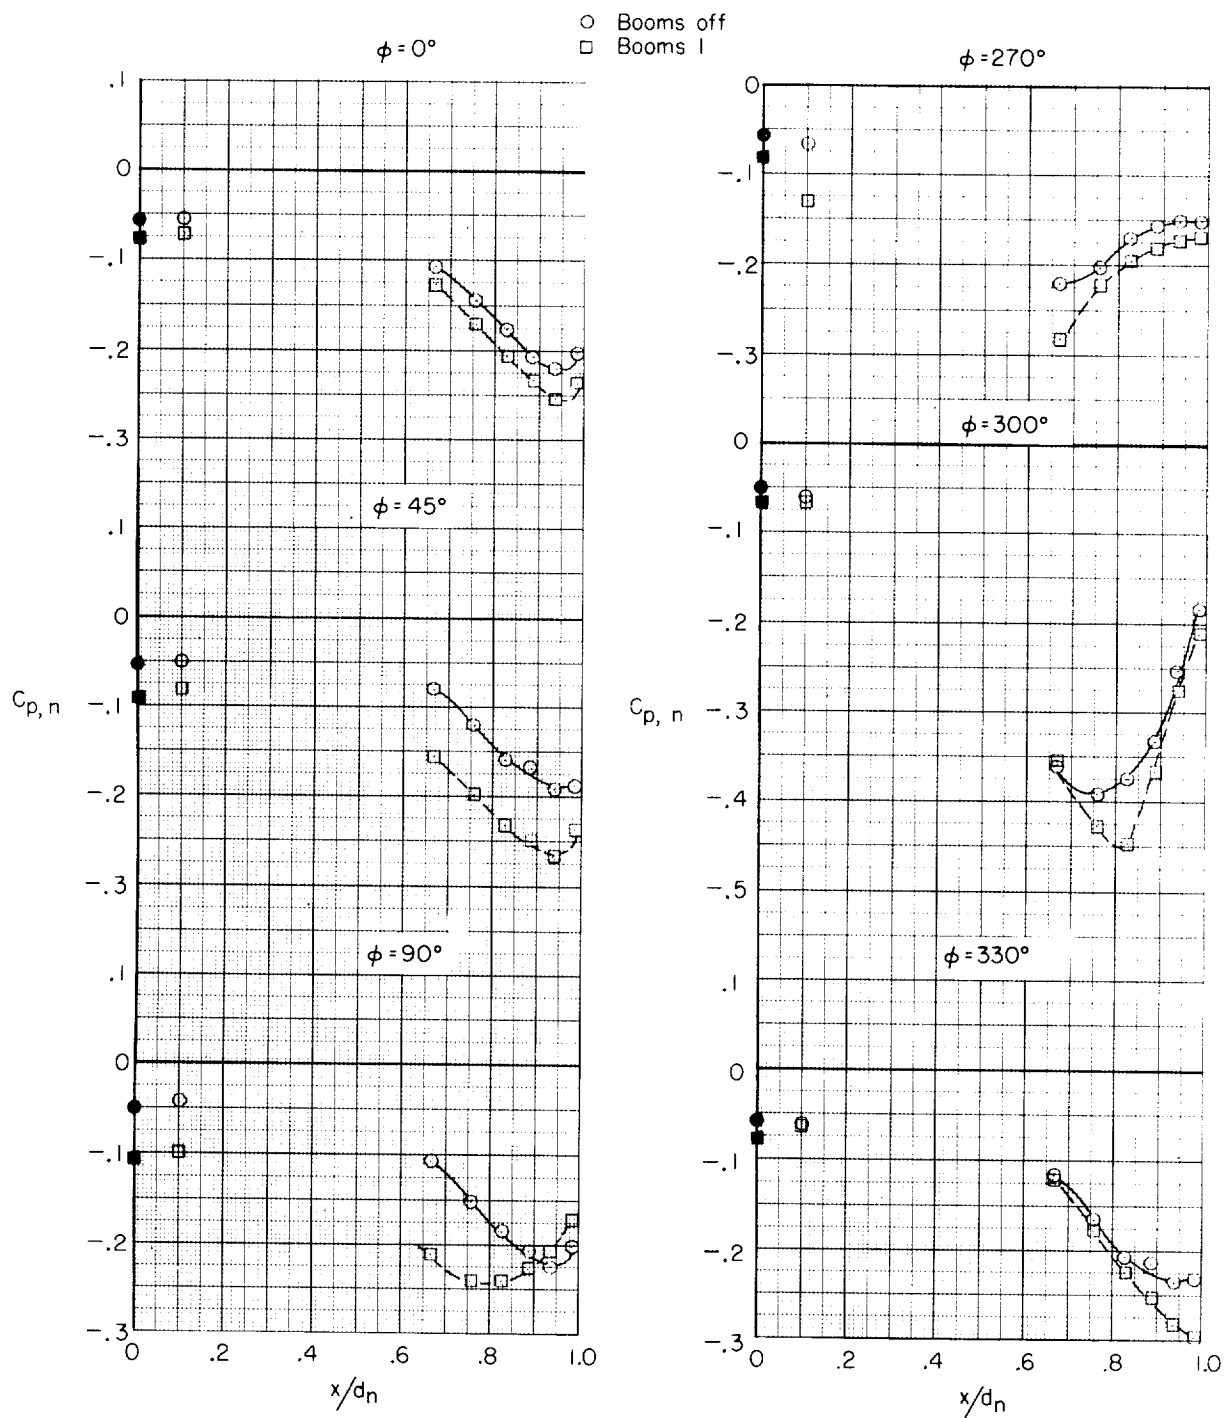 ○ Booms off
□ Booms 1
ϕ = 0°
.1
0
-.1
-.2
-.3
ϕ = 45°
.1
0
-.1
-.2
-.3
Cp, n
ϕ = 90°
.1
0
-.1
-.2
-.3
0 .2 .4 .6 .8 1.0
x/dn
ϕ = 270°
0
-.1
-.2
-.3
ϕ = 300°
0
-.1
-.2
-.3
-.4
-.5
Cp, n
ϕ = 330°
.1
0
-.1
-.2
-.3
0 .2 .4 .6 .8 1.0
x/dn